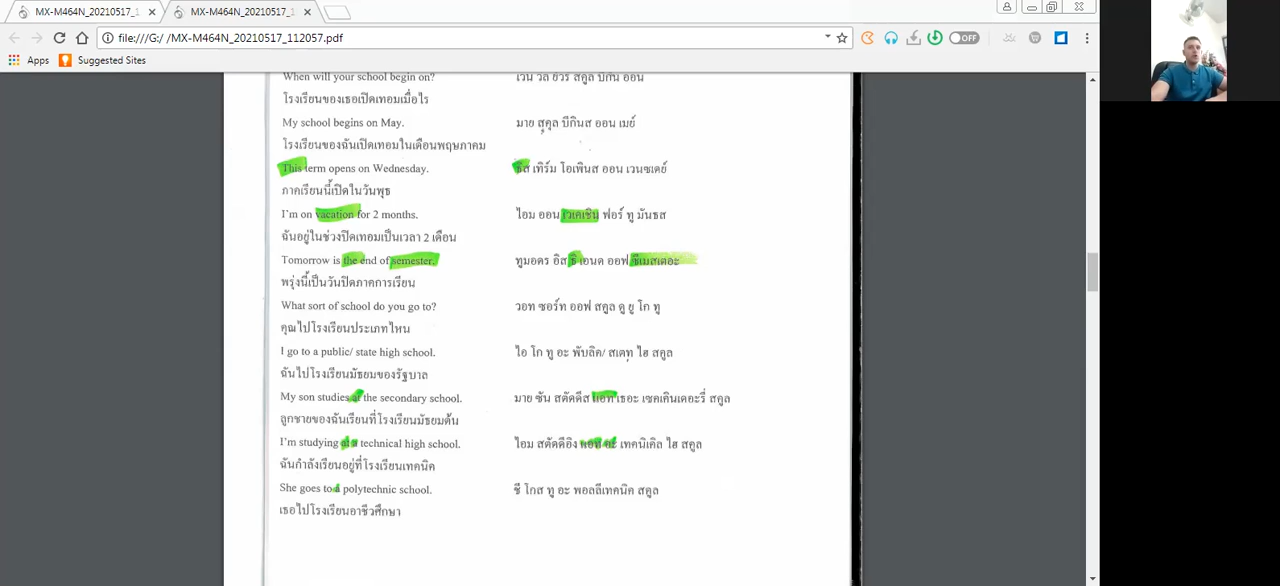 MX-M464N_20210517_1 MX-M464N_20210517_1
file:///G:/ /MX-M464N_20210517_112057.pdf OFF
Apps Suggested Sites
When will your school begin on? เวน วิล ยัวร์ สคูล บีกิน ออน
โรงเรียนของเธอเปิดเทอมเมื่อไร
My school begins on May. มาย สคูล บีกินส ออน เมย์
โรงเรียนของฉันเปิดเทอมในเดือนพฤษภาคม
This term opens on Wednesday. ธิส เทิร์ม โอเพินส ออน เวนซเดย์
ภาคเรียนนี้เปิดในวันพุธ
I'm on vacation for 2 months. ไอม ออน เวเคเชิน ฟอร์ ทู มันธส
ฉันอยู่ในช่วงปิดเทอมเป็นเวลา 2 เดือน
Tomorrow is the end of semester. ทูมอดร อิส ธิ เอนด ออฟ ซีเมสเตอะ
พรุ่งนี้เป็นวันปิดภาคการเรียน
What sort of school do you go to? วอท ซอร์ท ออฟ สคูล ดู ยู โก ทู
คุณไปโรงเรียนประเภทไหน
I go to a public/ state high school. ไอ โก ทู อะ พับลิค/ สเตท ไฮ สคูล
ฉันไปโรงเรียนมัธยมของรัฐบาล
My son studies at the secondary school. มาย ซัน สตัดดีส แอท เธอะ เซคเคินเดอะรี่ สคูล
ลูกชายของฉันเรียนที่โรงเรียนมัธยมต้น
I'm studying at a technical high school. ไอม สตัดดีอิง แอท อะ เทคนิเคิล ไฮ สคูล
ฉันกำลังเรียนอยู่ที่โรงเรียนเทคนิค
She goes to a polytechnic school. ชี โกส ทู อะ พอลลีเทคนิค สคูล
เธอไปโรงเรียนอาชีวศึกษา